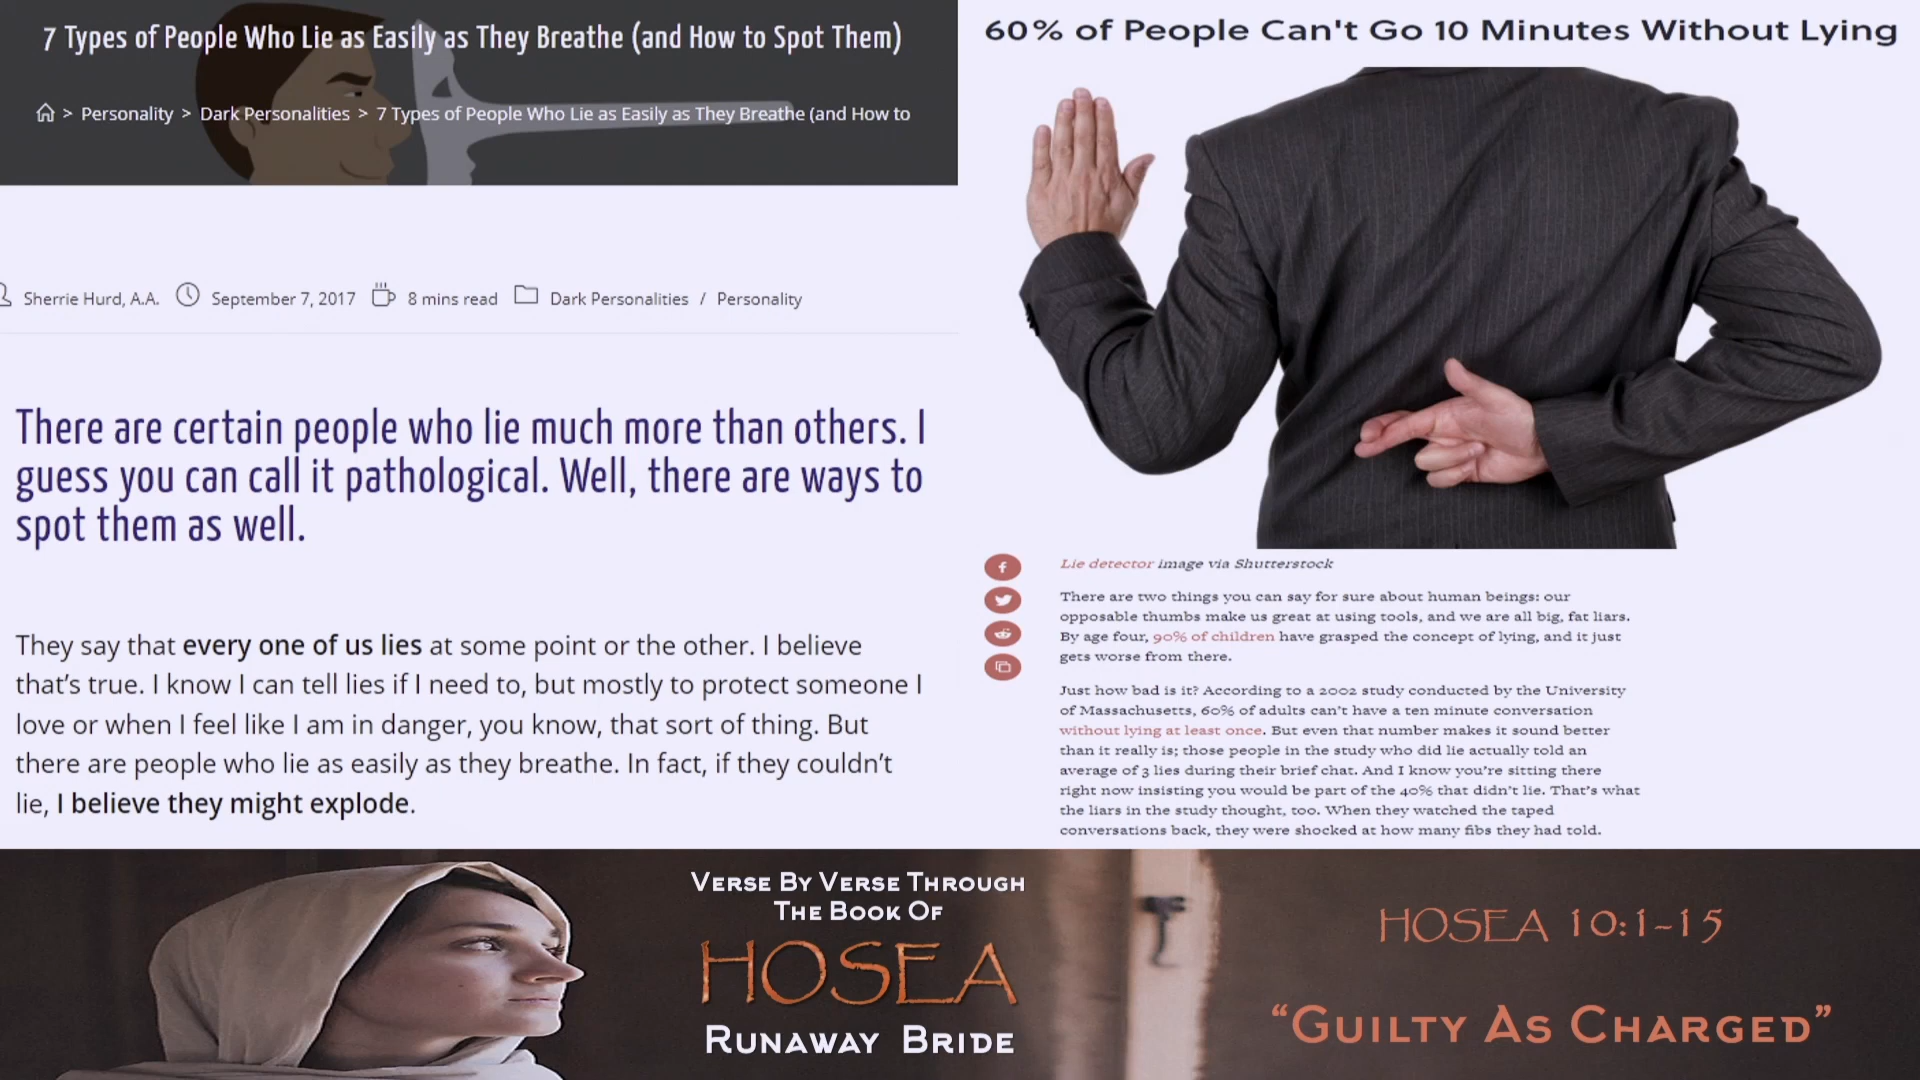 7 Types of People Who Lie as Easily as They Breathe (and How to Spot Them)
> Personality > Dark Personalities > 7 Types of People Who Lie as Easily as They Breathe (and How to
Sherrie Hurd, A.A. September 7, 2017 8 mins read Dark Personalities / Personality
There are certain people who lie much more than others. I
guess you can call it pathological. Well, there are ways to
spot them as well.
They say that every one of us lies at some point or the other. I believe
that's true. I know I can tell lies if I need to, but mostly to protect someone I
love or when I feel like I am in danger, you know, that sort of thing. But
there are people who lie as easily as they breathe. In fact, if they couldn't
lie, I believe they might explode.
60% of People Can't Go 10 Minutes Without Lying
Lie detector image via Shutterstock
There are two things you can say for sure about human beings: our
opposable thumbs make us great at using tools, and we are all big, fat liars.
By age four, 90% of children have grasped the concept of lying, and it just
gets worse from there.
Just how bad is it? According to a 2002 study conducted by the University
of Massachusetts, 60% of adults can't have a ten minute conversation
without lying at least once. But even that number makes it sound better
than it really is; those people in the study who did lie actually told an
average of 3 lies during their brief chat. And I know you're sitting there
right now insisting you would be part of the 40% that didn't lie. That's what
the liars in the study thought, too. When they watched the taped
conversations back, they were shocked at how many fibs they had told.
VERSE BY VERSE THROUGH
THE BOOK OF
HOSEA
RUNAWAY BRIDE
HOSEA 10:1-15
"GUILTY AS CHARGED"